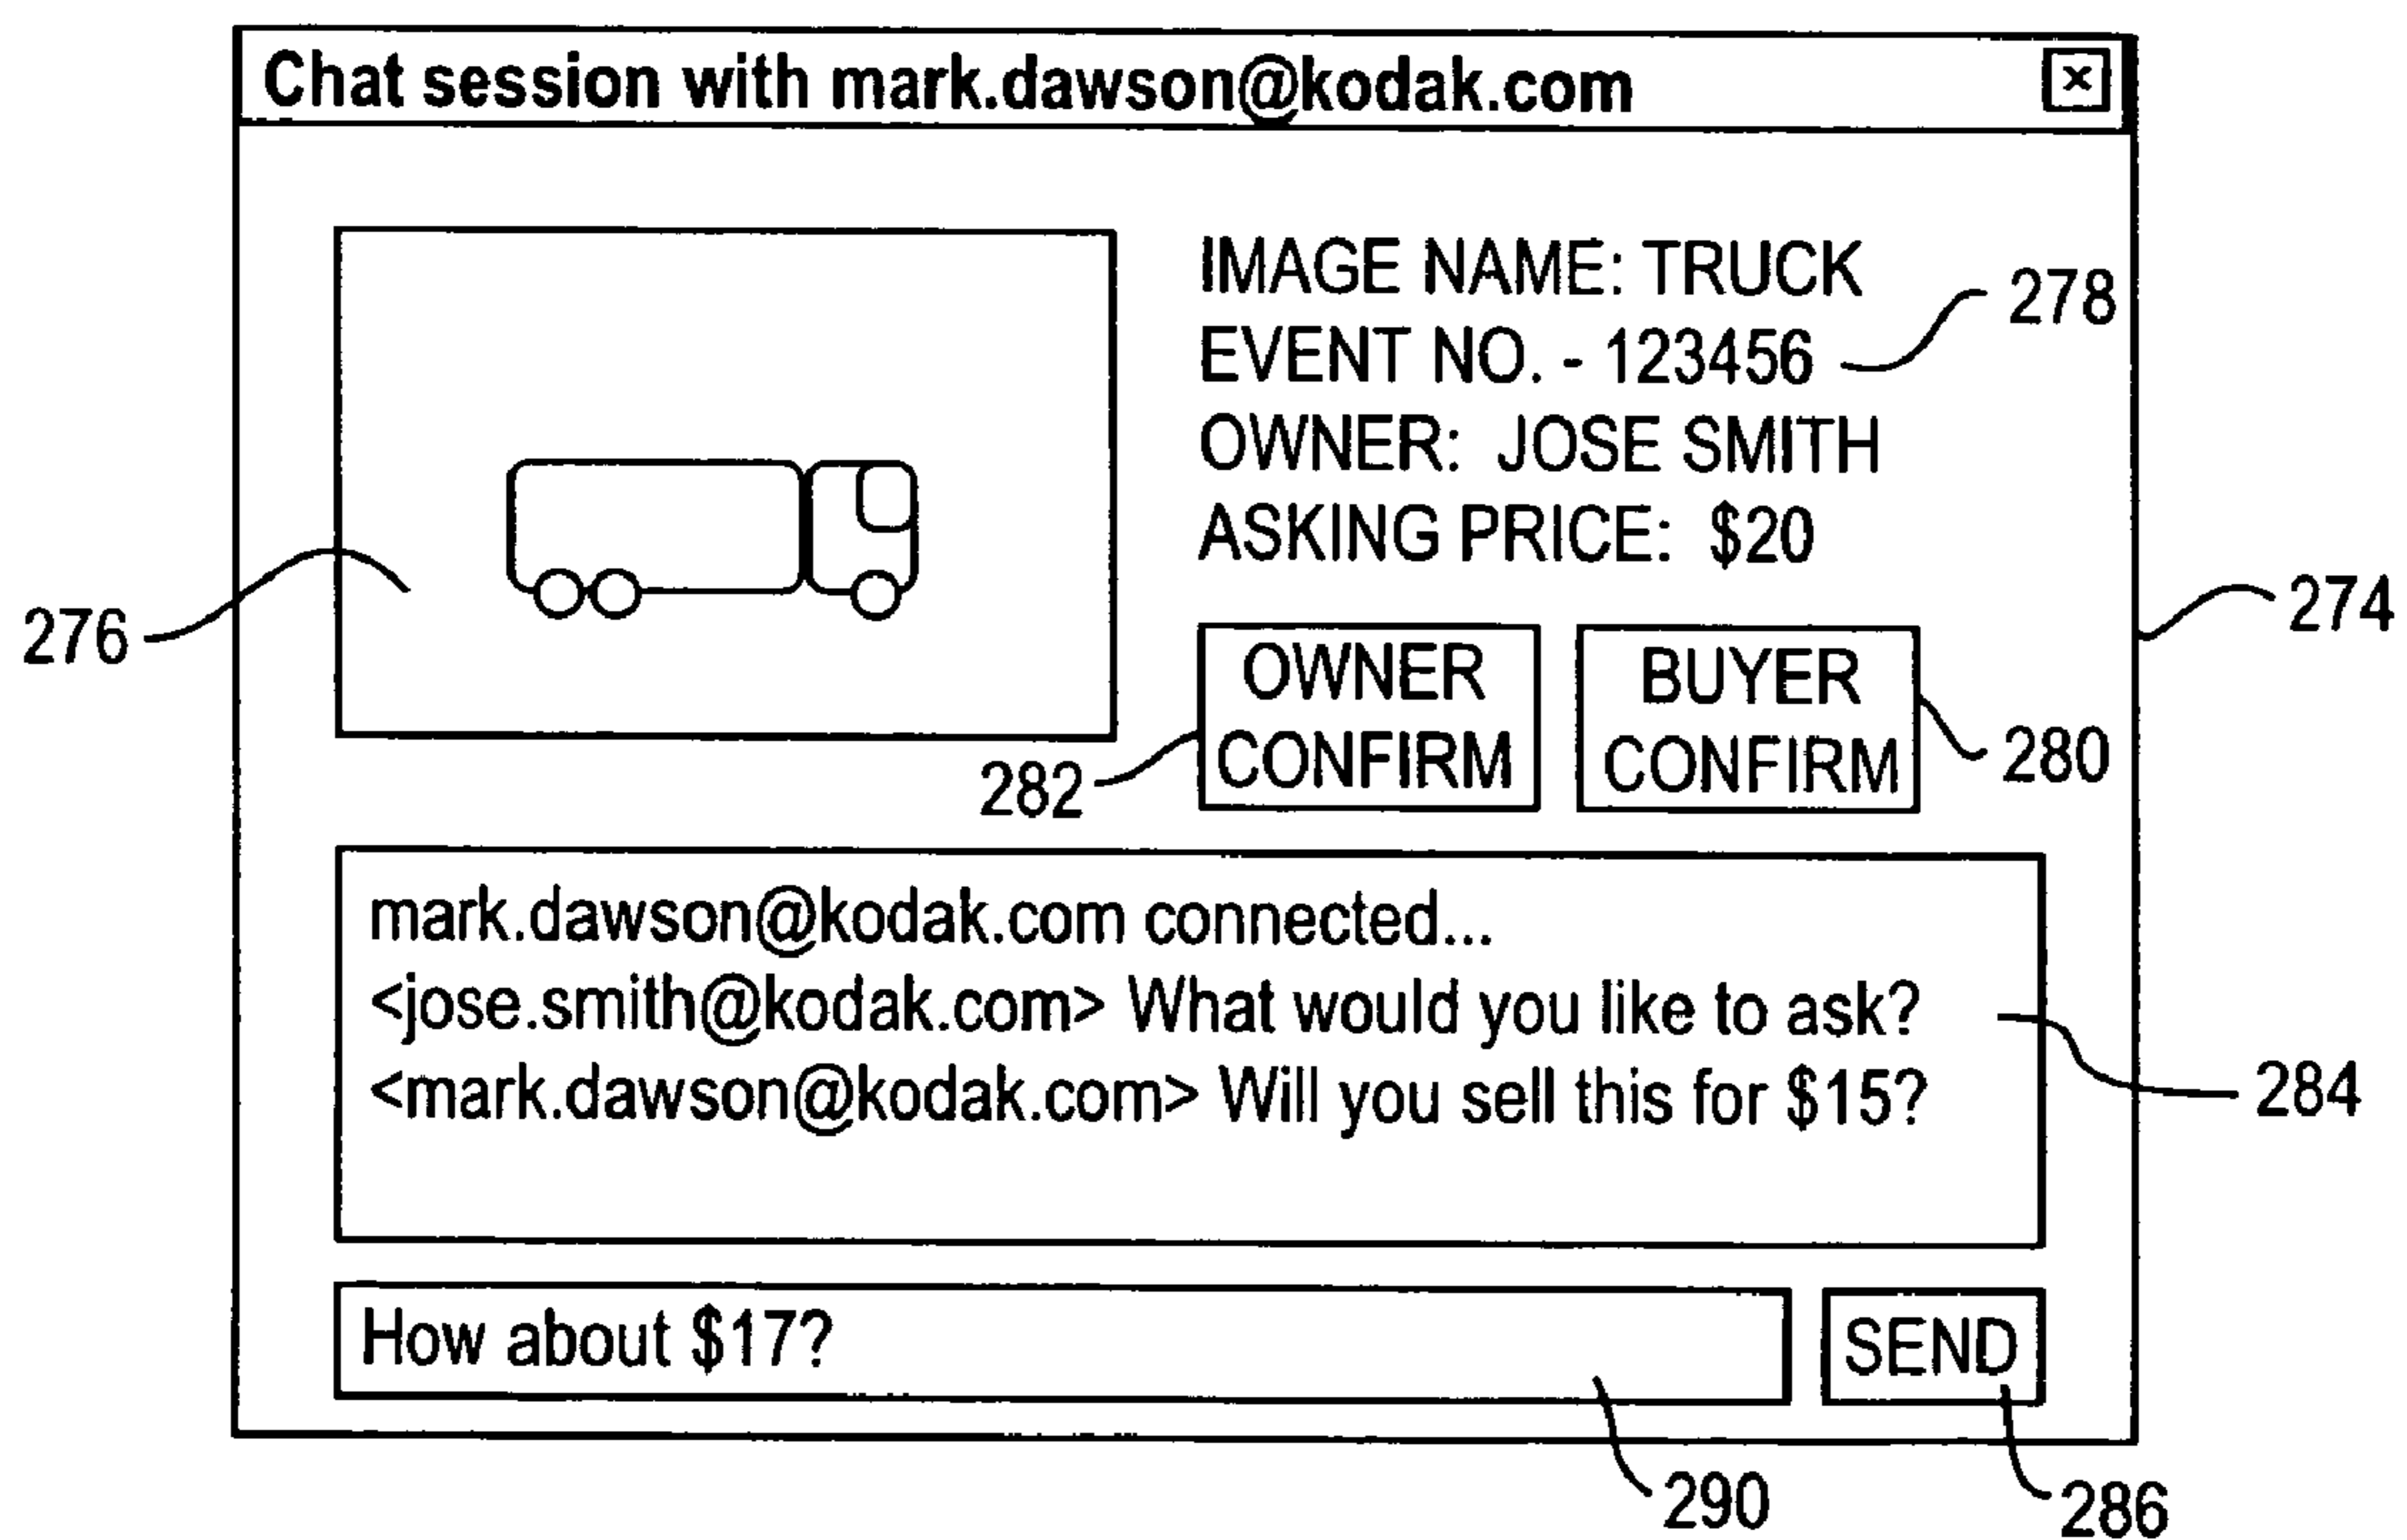 Chat session with mark.dawson@kodak.com
x
IMAGE NAME: TRUCK
278
EVENT NO. - 123456
OWNER: JOSE SMITH
ASKING PRICE: $20
276
274
OWNER
CONFIRM
BUYER
CONFIRM
282
280
mark.dawson@kodak.com connected...
<jose.smith@kodak.com> What would you like to ask?
<mark.dawson@kodak.com> Will you sell this for $15?
284
How about $17?
SEND
290
286